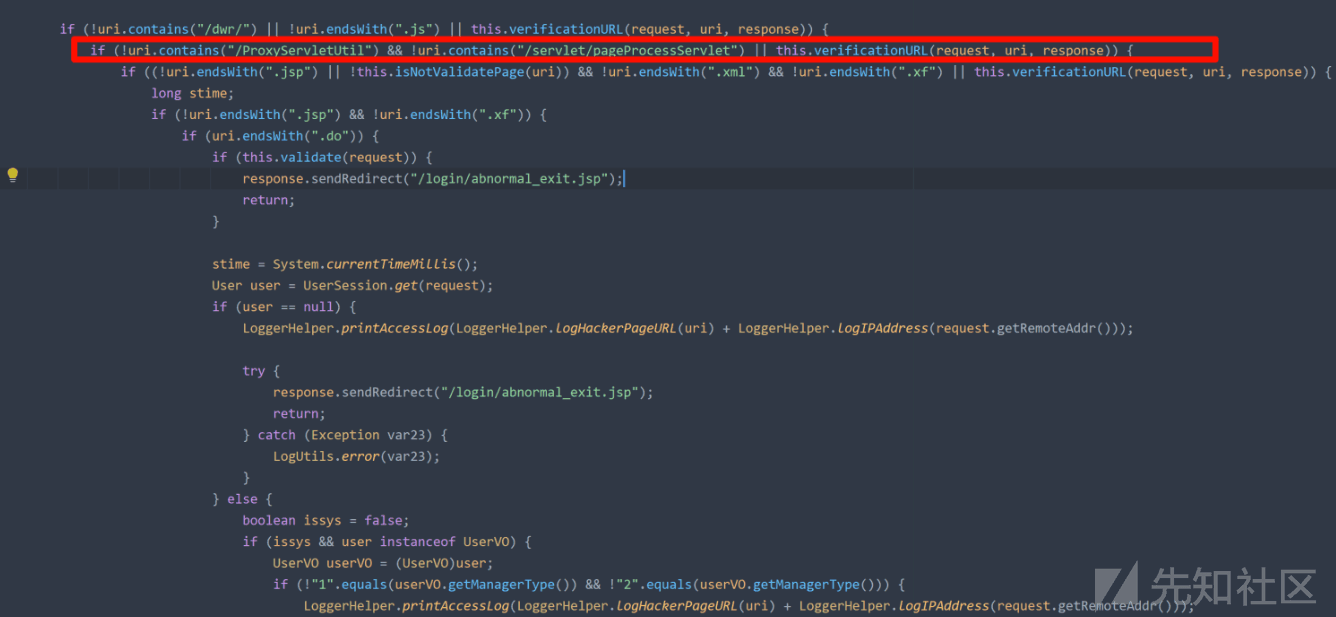 if (!uri.contains("/dwr/") || !uri.endsWith(".js") || this.verificationURL(request, uri, response)) {
if (!uri.contains("/ProxyServletUtil") && !uri.contains("/servlet/pageProcessServlet") || this.verificationURL(request, uri, response)) {
if ((!uri.endsWith(".jsp") || !this.isNotValidatePage(uri)) && !uri.endsWith(".xml") && !uri.endsWith(".xf") || this.verificationURL(request, uri, response)) {
long stime;
if (!uri.endsWith(".jsp") && !uri.endsWith(".xf")) {
if (uri.endsWith(".do")) {
if (this.validate(request)) {
response.sendRedirect("/login/abnormal_exit.jsp");
return;
}
stime = System.currentTimeMillis();
User user = UserSession.get(request);
if (user == null) {
LoggerHelper.printAccessLog(LoggerHelper.logHackerPageURL(uri) + LoggerHelper.logIPAddress(request.getRemoteAddr()));
try {
response.sendRedirect("/login/abnormal_exit.jsp");
return;
} catch (Exception var23) {
LogUtils.error(var23);
}
} else {
boolean issys = false;
if (issys && user instanceof UserVO) {
UserVO userVO = (UserVO)user;
if (!"1".equals(userVO.getManagerType()) && !"2".equals(userVO.getManagerType())) {
LoggerHelper.printAccessLog(LoggerHelper.logHackerPageURL(uri) + LoggerHelper.logIPAddress(request.getRemoteAddr()));
先知社区